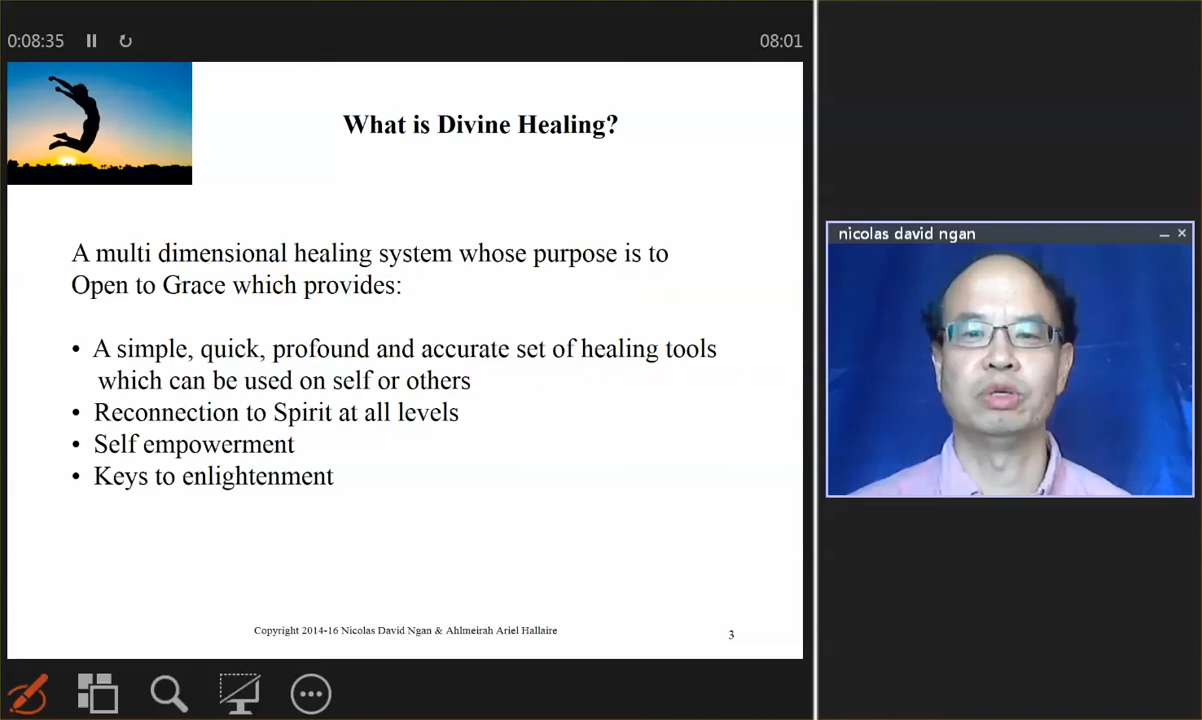 0:08:35
08:01
What is Divine Healing?
A multi dimensional healing system whose purpose is to
Open to Grace which provides:
• A simple, quick, profound and accurate set of healing tools
which can be used on self or others
• Reconnection to Spirit at all levels
• Self empowerment
• Keys to enlightenment
Copyright 2014-16 Nicolas David Ngan & Ahlmeirah Ariel Hallaire
3
nicolas david ngan